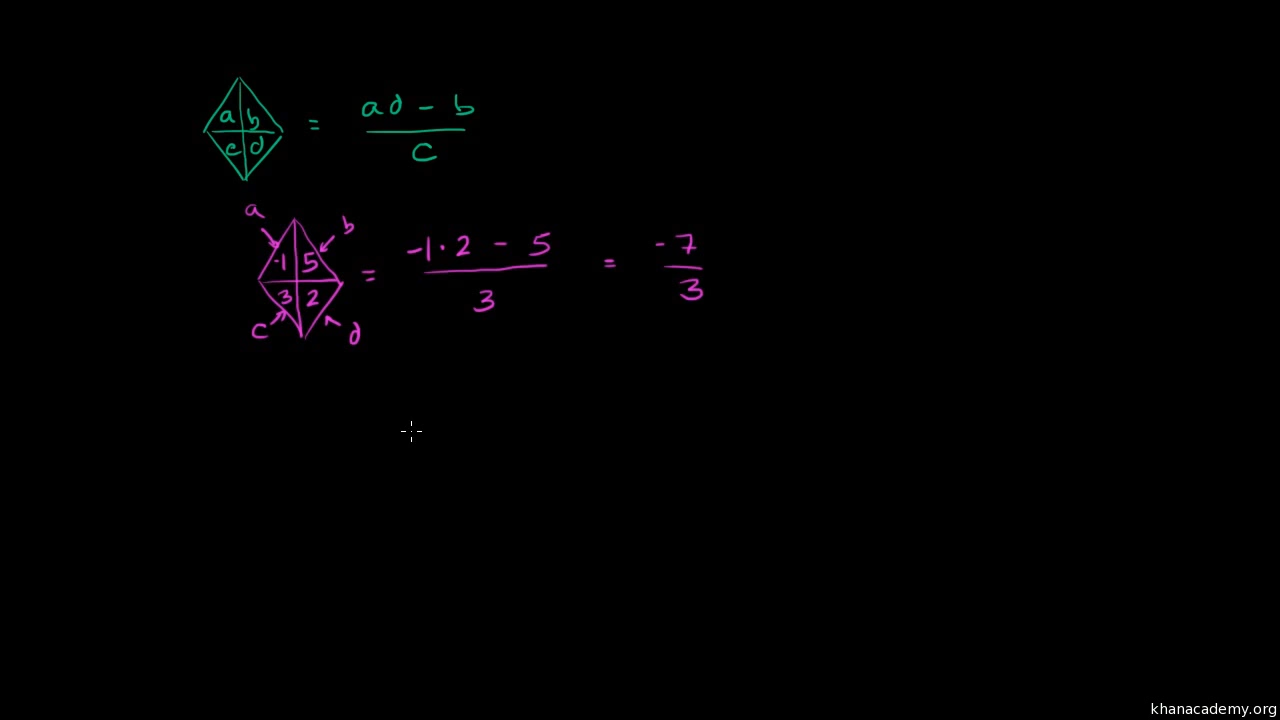 a b = ad - b
c d c
a b
-1 5 = -1·2 - 5 = -7
3 2 3 3
c d
khanacademy.org